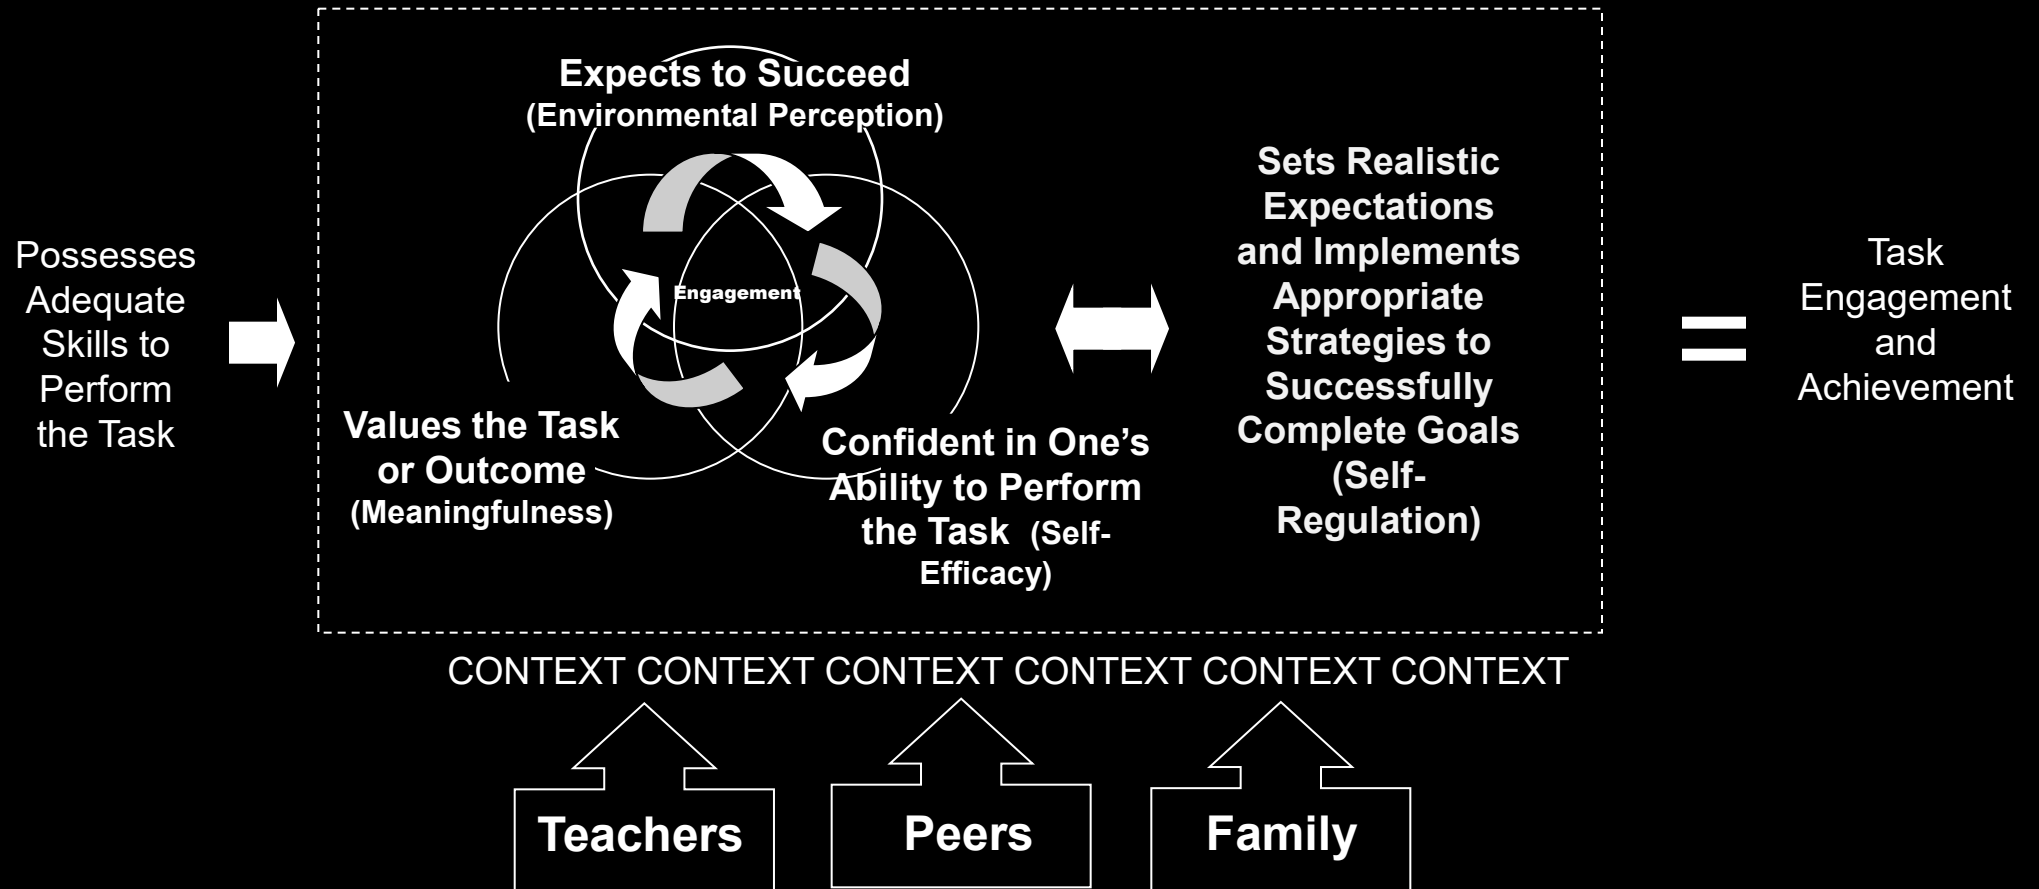 Possesses
Adequate
Skills to
Perform
the Task
Expects to Succeed
(Environmental Perception)
Engagement
Values the Task
or Outcome
(Meaningfulness)
Confident in One’s
Ability to Perform
the Task (Self-
Efficacy)
Sets Realistic
Expectations
and Implements
Appropriate
Strategies to
Successfully
Complete Goals
(Self-
Regulation)
Task
Engagement
and
Achievement
CONTEXT CONTEXT CONTEXT CONTEXT CONTEXT CONTEXT
Teachers
Peers
Family